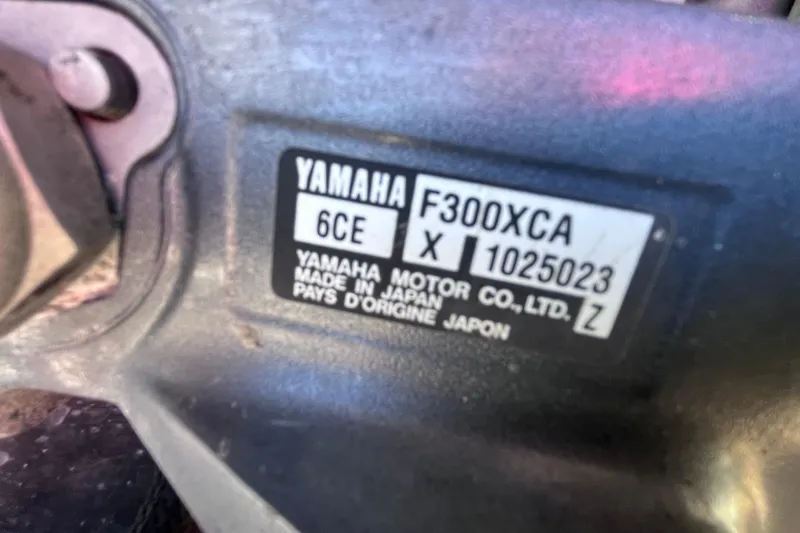 YAMAHA F300XCA
6CE X 1025023
YAMAHA MOTOR CO., LTD. Z
MADE IN JAPAN
PAYS D'ORIGINE JAPON